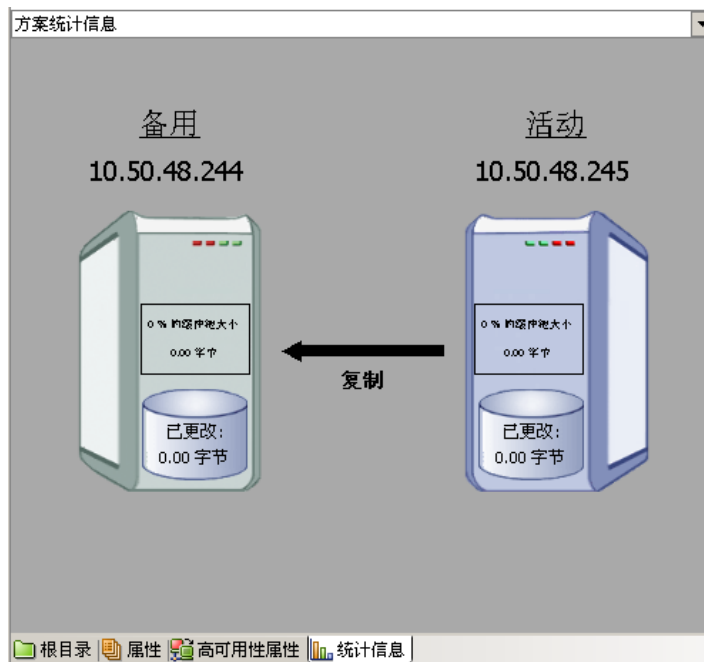 方案统计信息
备用
活动
10.50.48.244
10.50.48.245
0 % 的缓冲池大小
0.00 字节
0 % 的缓冲池大小
0.00 字节
复制
已更改:
0.00 字节
已更改:
0.00 字节
根目录 属性 高可用性属性 统计信息